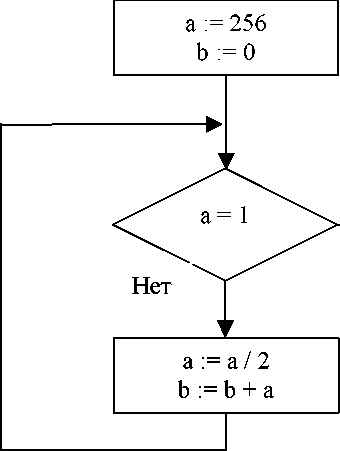 a := 256
b := 0
a = 1
Нет
a := a / 2
b := b + a